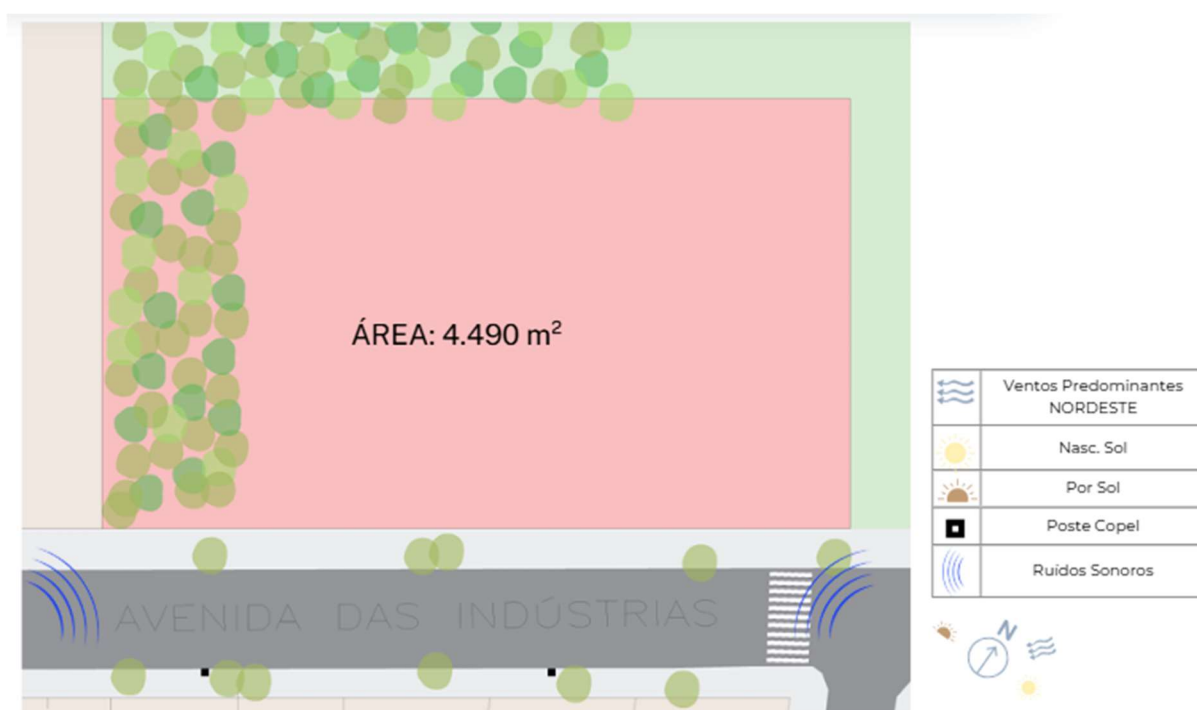 ÁREA: 4.490 m²
Ventos Predominantes
NORDESTE
Nasc. Sol
Por Sol
Poste Copel
Ruídos Sonoros
AVENIDA DAS INDÚSTRIAS
N